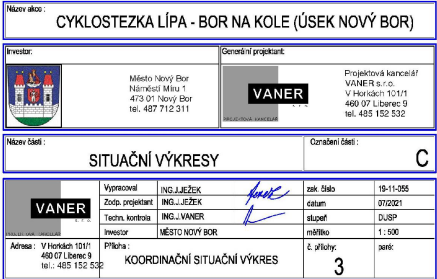 Název akce :
CYKLOSTEZKA LÍPA - BOR NA KOLE (ÚSEK NOVÝ BOR)
Investor:
Město Nový Bor
Náměstí Míru 1
473 01 Nový Bor
tel. 487 712 311
Generální projektant:
VANER
s.r.o.
PROJEKTOVÁ KANCELÁŘ
Projektová kancelář
VANER s.r.o.
V Horkách 101/1
460 07 Liberec 9
tel. 485 152 532
Název části :
SITUAČNÍ VÝKRESY
Označení části :
C
VANER
s.r.o.
PROJEKTOVÁ KANCELÁŘ
Vypracoval ING.J.JEŽEK
Zodp. projektant ING.J.JEŽEK
Techn. kontrola ING.J.VANER
Investor MĚSTO NOVÝ BOR
zak. číslo 19-11-055
datum 07/2021
stupeň DUSP
měřítko 1 : 500
Adresa : V Horkách 101/1
460 07 Liberec 9
tel.: 485 152 532
Příloha :
KOORDINAČNÍ SITUAČNÍ VÝKRES
č. přílohy:
3
paré: